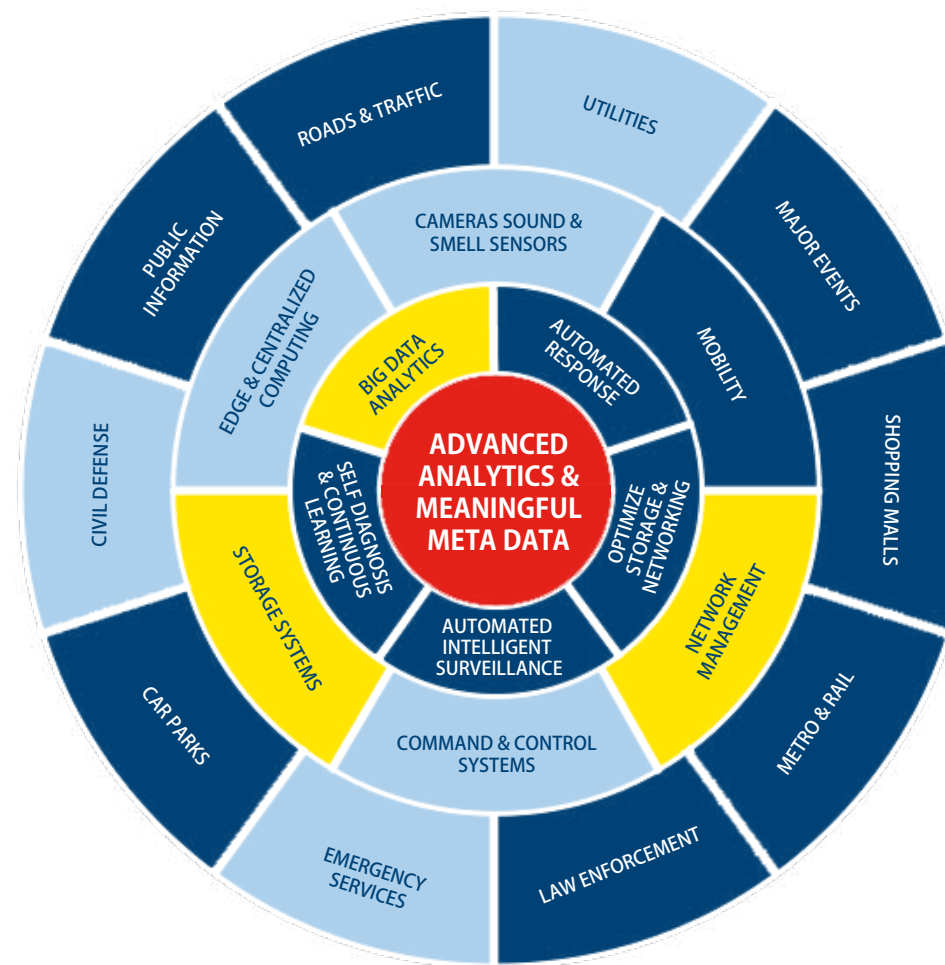 ROADS & TRAFFIC
UTILITIES
MAJOR EVENTS
SHOPPING MALLS
METRO & RAIL
LAW ENFORCEMENT
EMERGENCY
SERVICES
CAR PARKS
CIVIL DEFENSE
PUBLIC
INFORMATION
CAMERAS SOUND &
SMELL SENSORS
MOBILITY
NETWORK
MANAGEMENT
COMMAND & CONTROL
SYSTEMS
STORAGE SYSTEMS
EDGE & CENTRALIZED
COMPUTING
BIG DATA
ANALYTICS
AUTOMATED
RESPONSE
OPTIMIZE
STORAGE &
NETWORKING
AUTOMATED
INTELLIGENT
SURVEILLANCE
SELF DIAGNOSIS
& CONTINUOUS
LEARNING
ADVANCED
ANALYTICS &
MEANINGFUL
META DATA